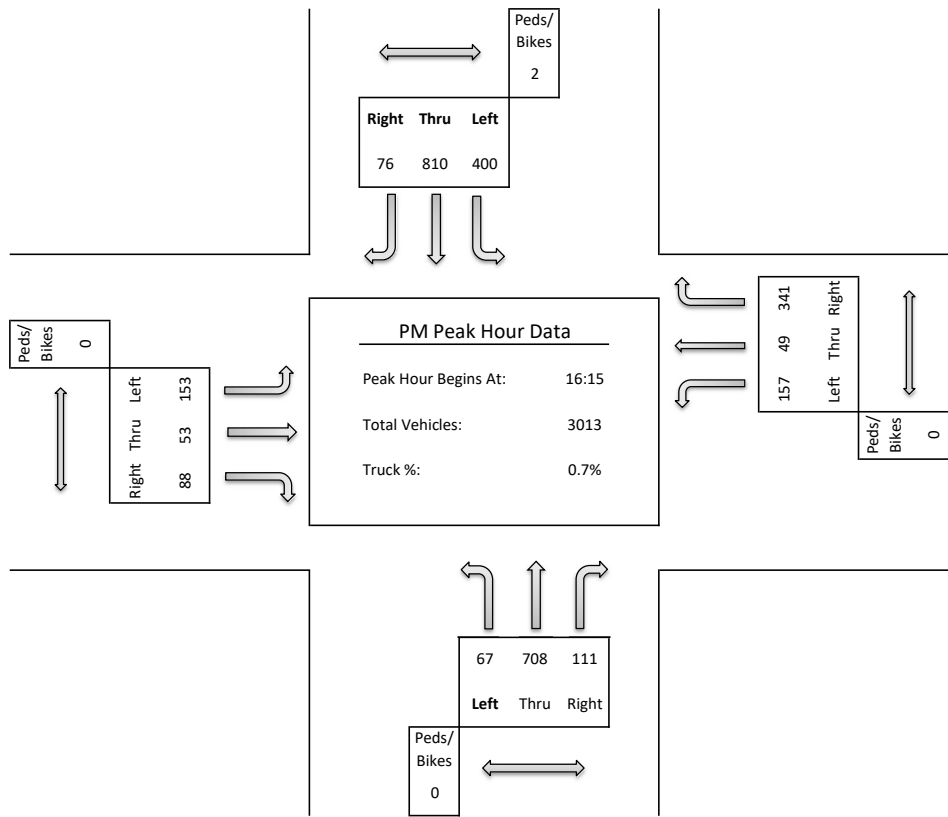 Peds/
Bikes
2
Right Thru Left
76 810 400
Peds/
Bikes
0
Left 153
Thru 53
Right 88
PM Peak Hour Data
Peak Hour Begins At: 16:15
Total Vehicles: 3013
Truck %: 0.7%
341 Right
49 Thru
157 Left
Peds/
Bikes
0
67 708 111
Left Thru Right
Peds/
Bikes
0